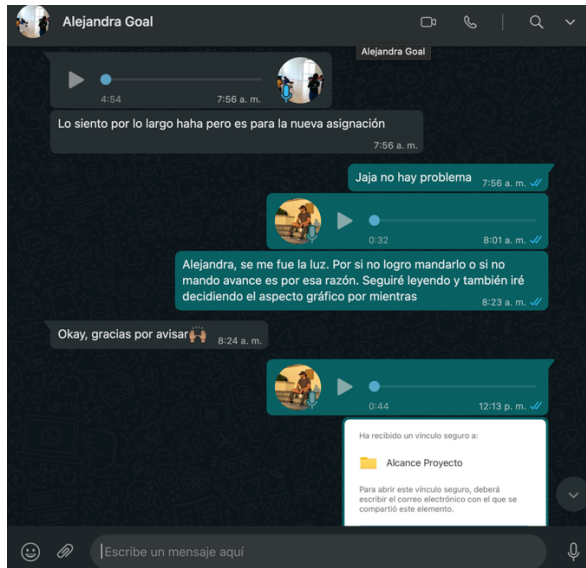 Alejandra Goal
Alejandra Goal
4:54
7:56 a. m.
Lo siento por lo largo haha pero es para la nueva asignación
7:56 a. m.
Jaja no hay problema
7:56 a. m.
0:32
8:01 a. m.
Alejandra, se me fue la luz. Por si no logro mandarlo o si no
mando avance es por esa razón. Seguiré leyendo y también iré
decidiendo el aspecto gráfico por mientras
8:23 a. m.
Okay, gracias por avisar🙌🏽
8:24 a. m.
0:44
12:13 p. m.
Ha recibido un vínculo seguro a:
Alcance Proyecto
Para abrir este vínculo seguro, deberá
escribir el correo electrónico con el que se
compartió este elemento.
Escribe un mensaje aquí